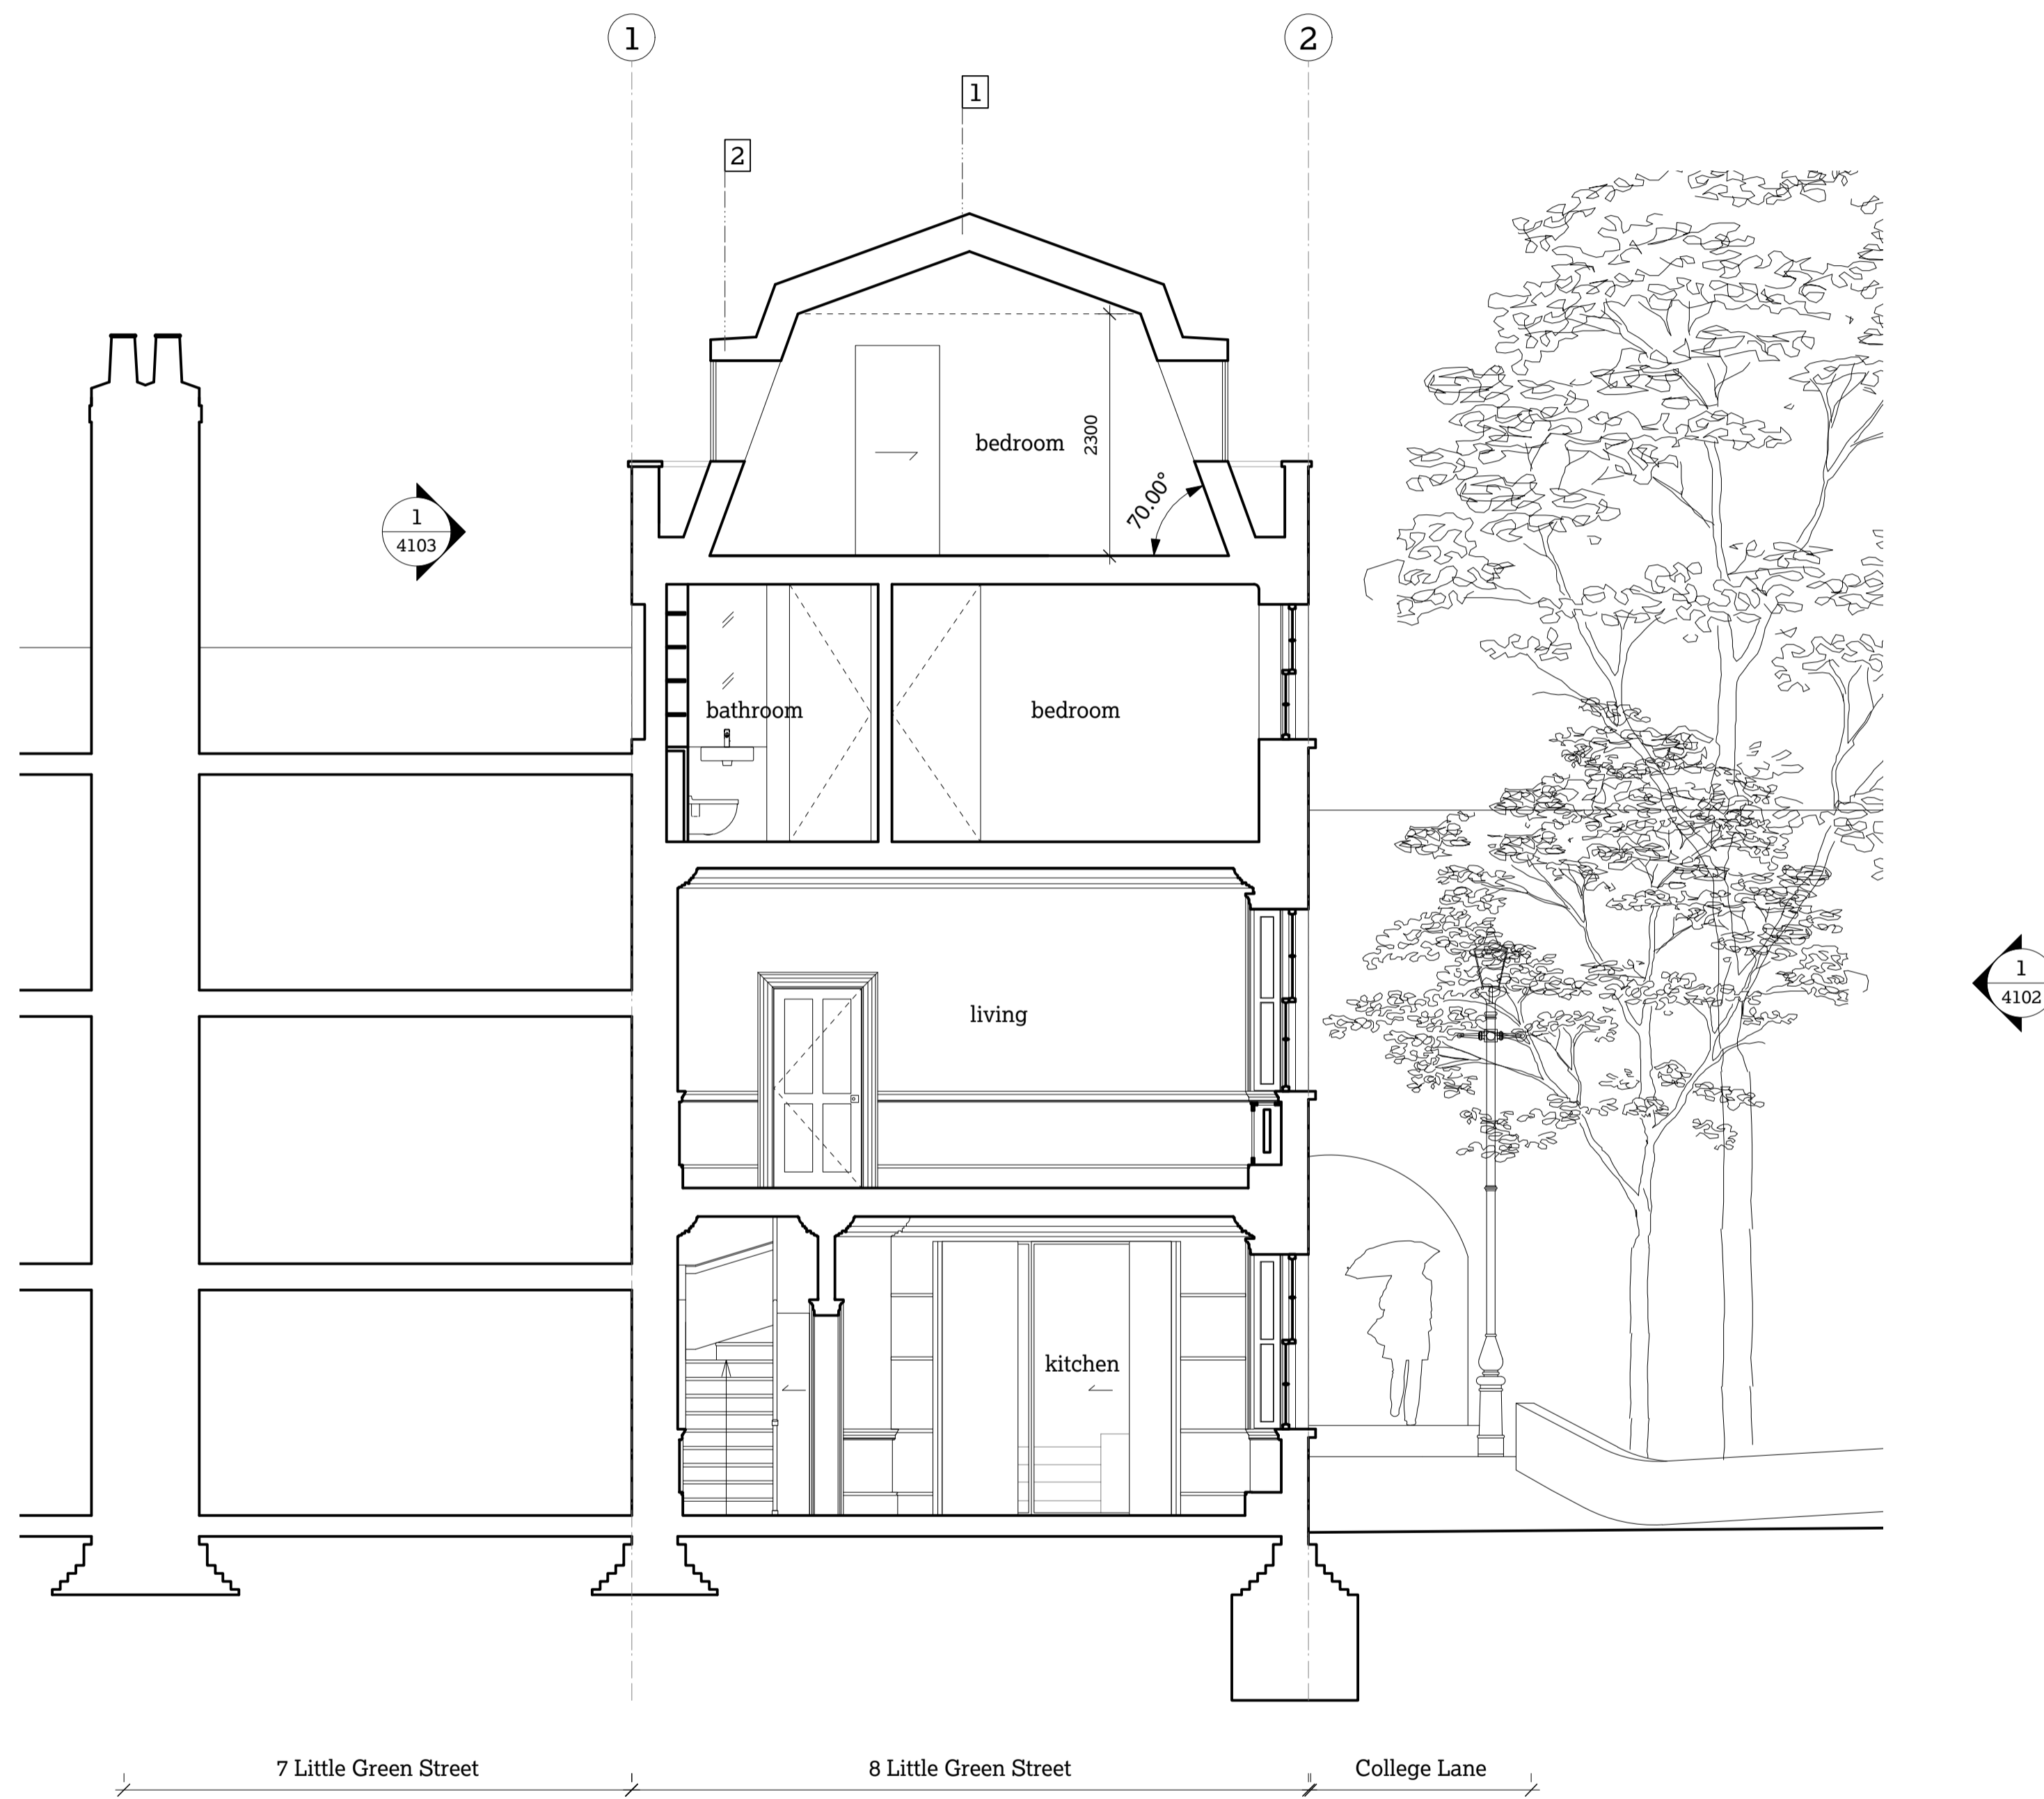 1
2
1
2
bedroom
2300
70.00°
1
4103
bathroom
bedroom
1
4102
living
kitchen
7 Little Green Street
8 Little Green Street
College Lane